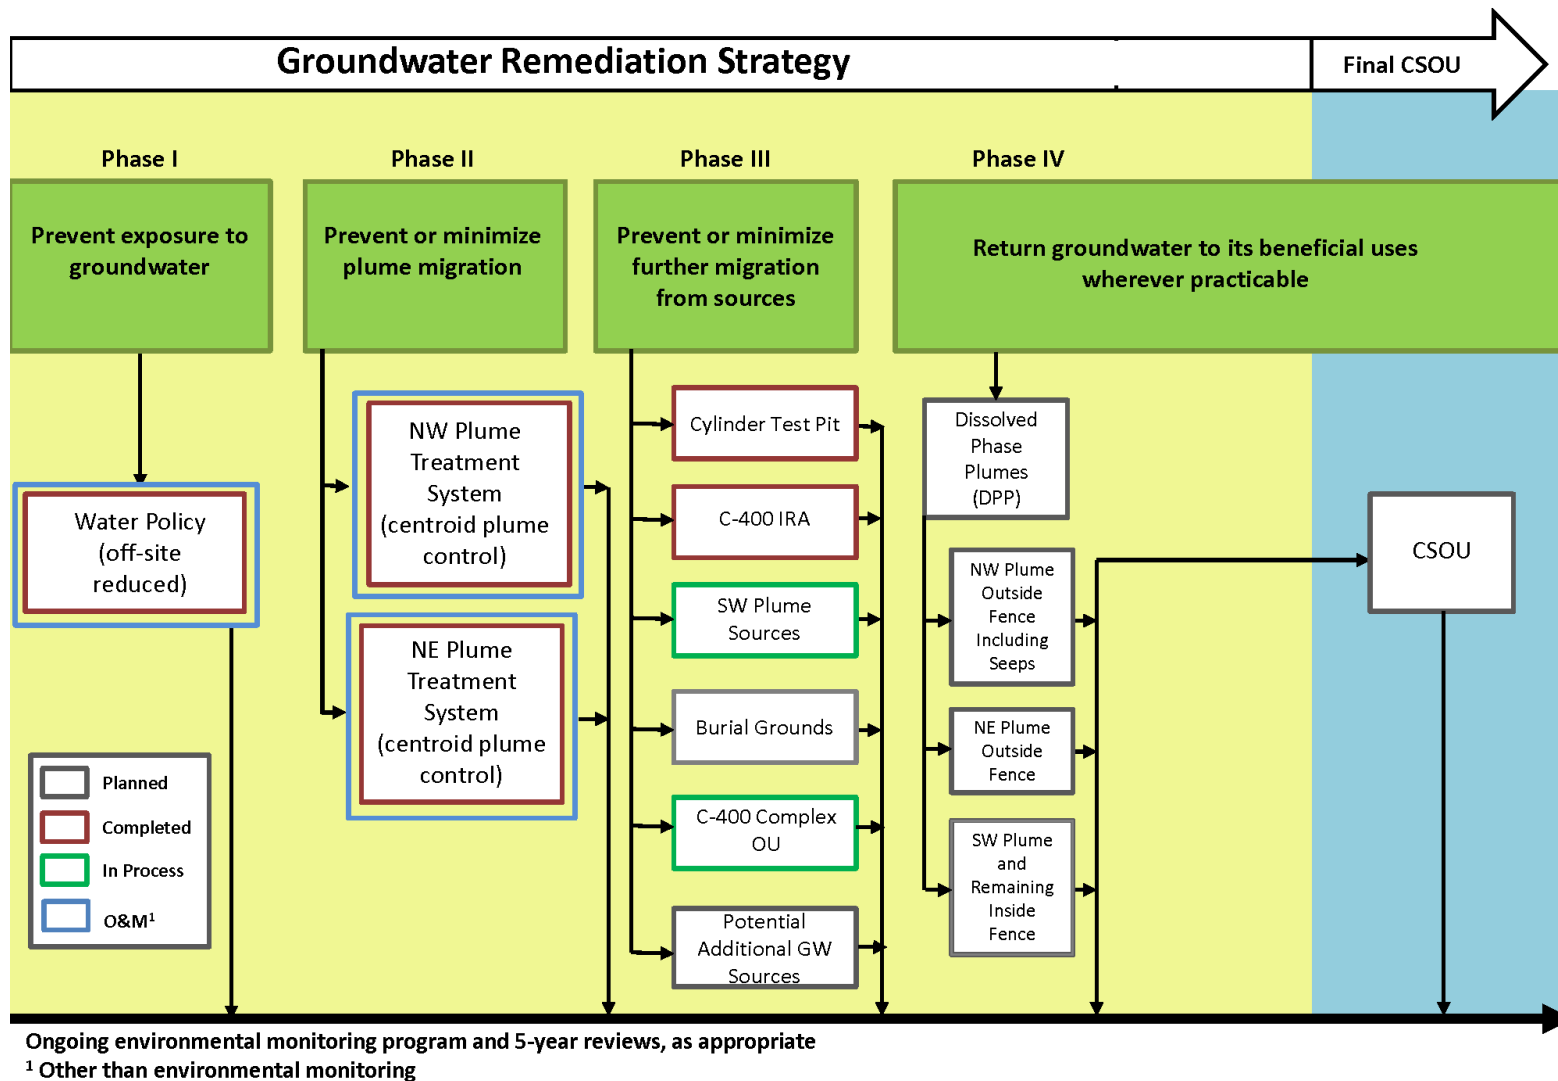 Groundwater Remediation Strategy
Final CSOU
Phase I
Phase II
Phase III
Phase IV
Prevent exposure to
groundwater
Prevent or minimize
plume migration
Prevent or minimize
further migration
from sources
Return groundwater to its beneficial uses
wherever practicable
Water Policy
(off-site
reduced)
NW Plume
Treatment
System
(centroid plume
control)
NE Plume
Treatment
System
(centroid plume
control)
Cylinder Test Pit
C-400 IRA
SW Plume
Sources
Burial Grounds
C-400 Complex
OU
Potential
Additional GW
Sources
Dissolved
Phase
Plumes
(DPP)
NW Plume
Outside
Fence
Including
Seeps
NE Plume
Outside
Fence
SW Plume
and
Remaining
Inside
Fence
CSOU
Planned
Completed
In Process
O&M¹
Ongoing environmental monitoring program and 5-year reviews, as appropriate
¹ Other than environmental monitoring